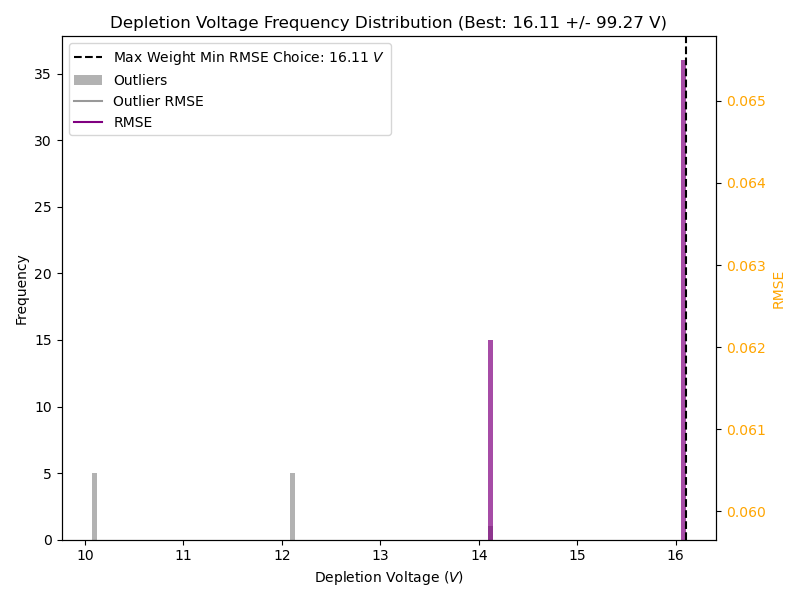 Depletion Voltage Frequency Distribution (Best: 16.11 +/- 99.27 V)
Max Weight Min RMSE Choice: 16.11 V
Outliers
Outlier RMSE
RMSE
Frequency
35
30
25
20
15
10
5
0
10
11
12
13
14
15
16
Depletion Voltage (V)
0.065
0.064
0.063
0.062
0.061
0.060
RMSE